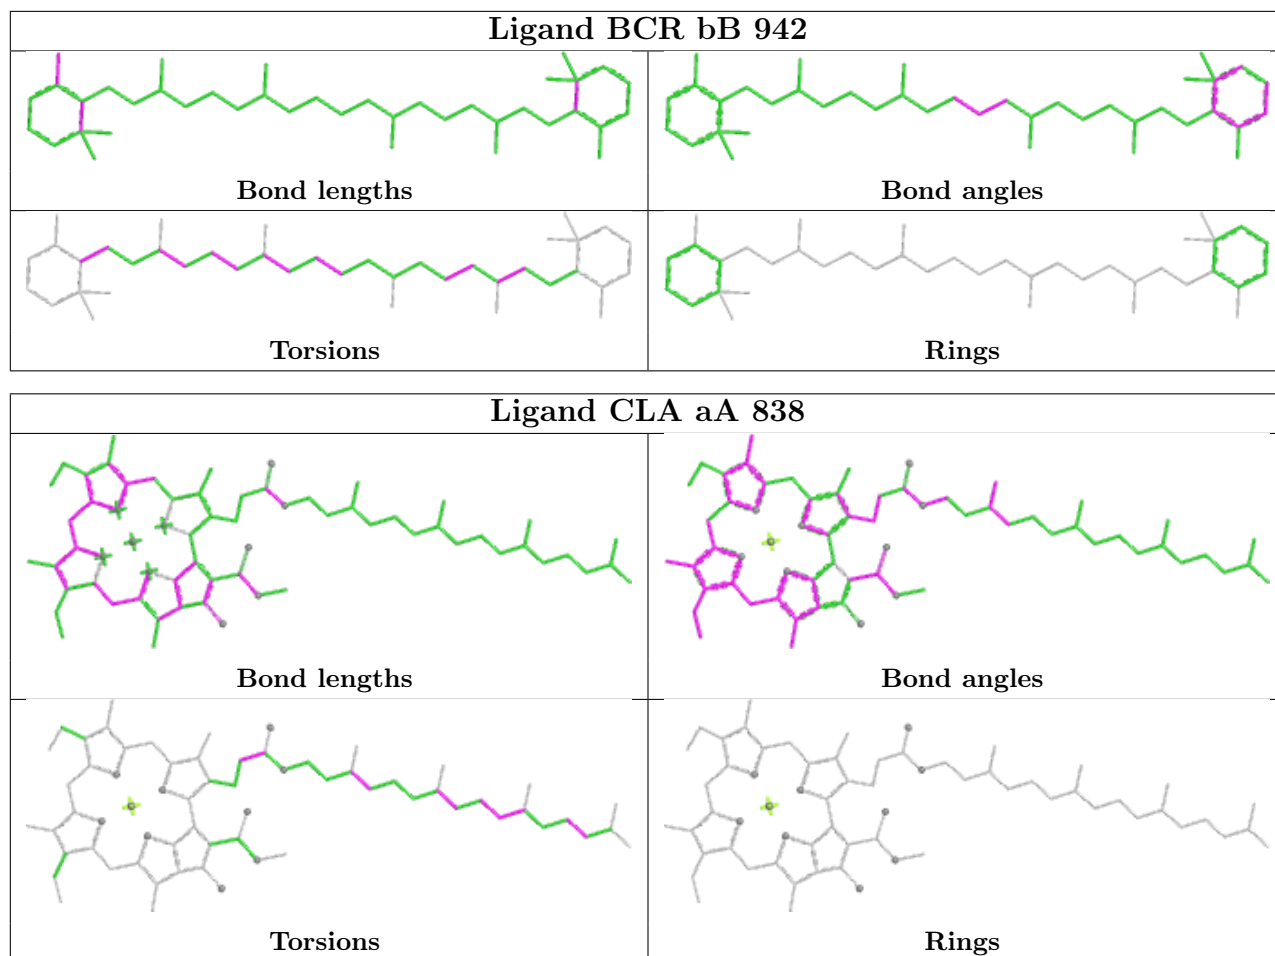 Ligand BCR bB 942
Bond lengths
Bond angles
Torsions
Rings
Ligand CLA aA 838
Bond lengths
Bond angles
Torsions
Rings